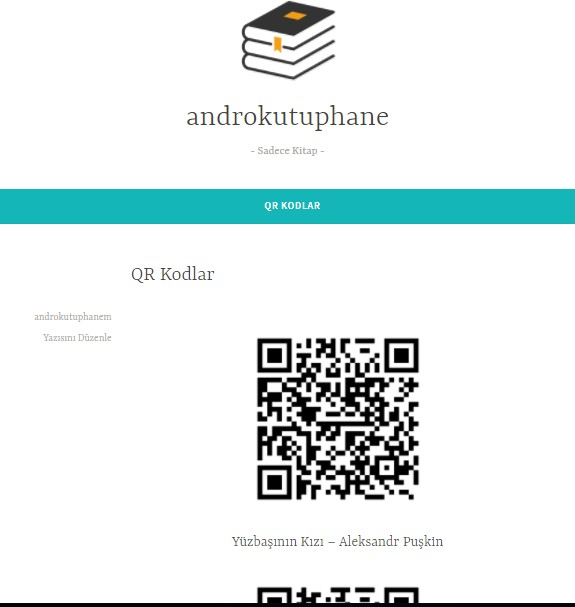 androkutuphane
- Sadece Kitap -
QR KODLAR
QR Kodlar
androkutuphanem
Yazısını Düzenle
Yüzbaşının Kızı – Aleksandr Puşkin